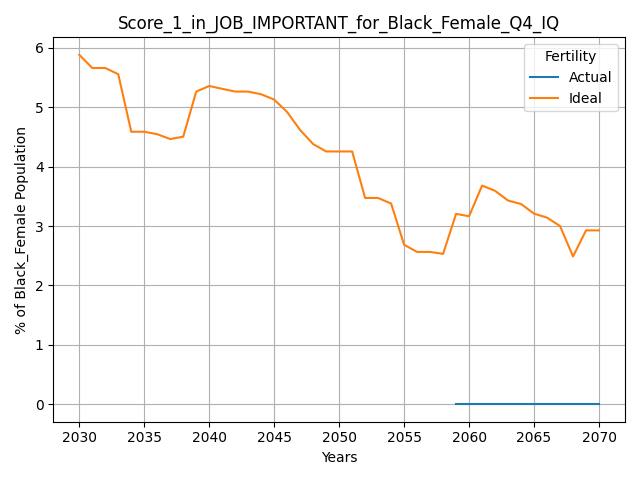 Score_1_in_JOB_IMPORTANT_for_Black_Female_Q4_IQ
Fertility
Actual
Ideal
% of Black_Female Population
6
5
4
3
2
1
0
2030 2035 2040 2045 2050 2055 2060 2065 2070
Years